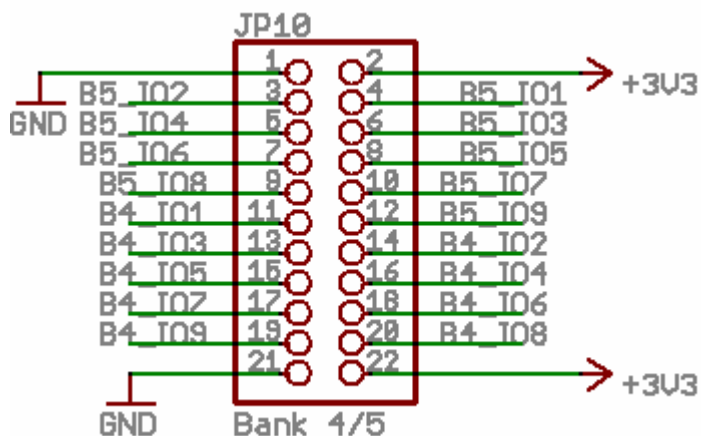 JP10
1 2 +3V3
GND
B5_IO2 3 4 B5_IO1
B5_IO4 5 6 B5_IO3
B5_IO6 7 8 B5_IO5
B5_IO8 9 10 B5_IO7
B4_IO1 11 12 B5_IO9
B4_IO3 13 14 B4_IO2
B4_IO5 15 16 B4_IO4
B4_IO7 17 18 B4_IO6
B4_IO9 19 20 B4_IO8
21 22 +3V3
GND
Bank 4/5